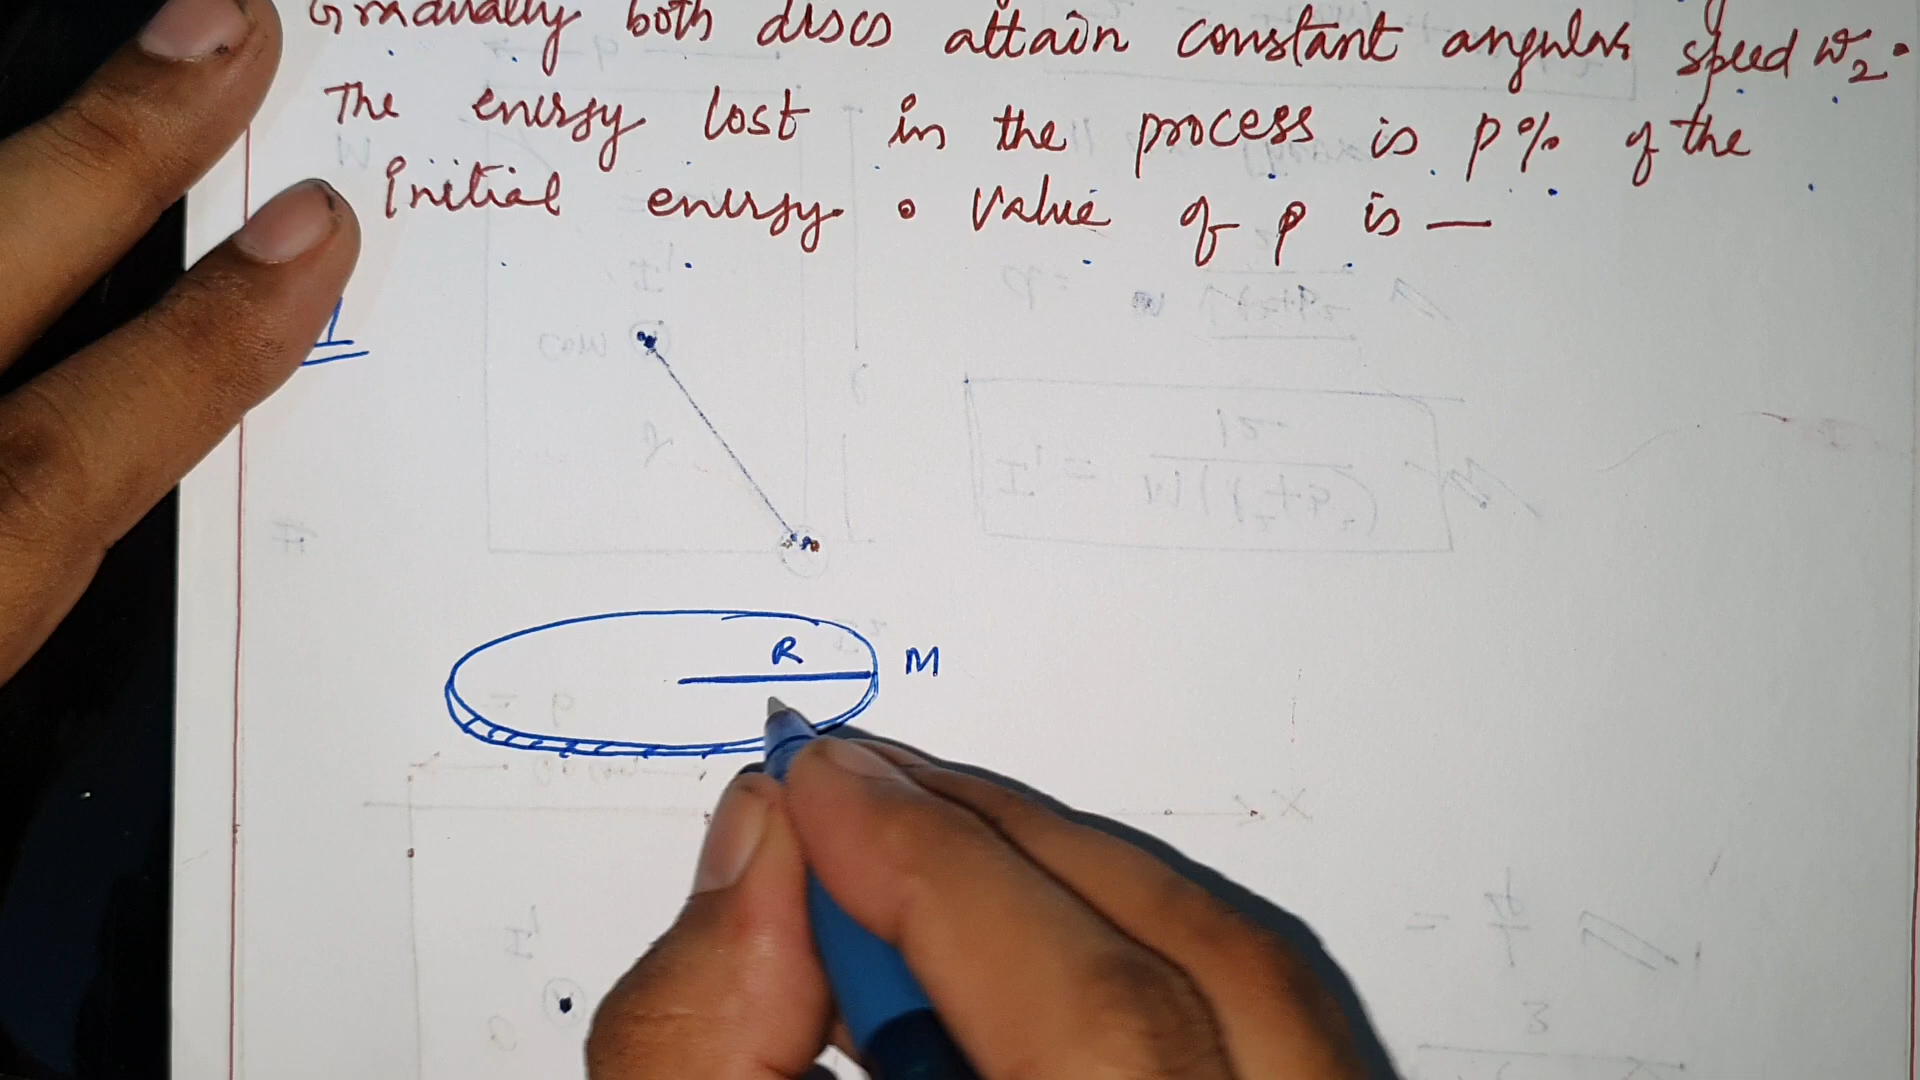 Gradually both discs attain constant angular speed ω₂.
The energy lost in the process is p% of the
initial energy. Value of p is —
R
M